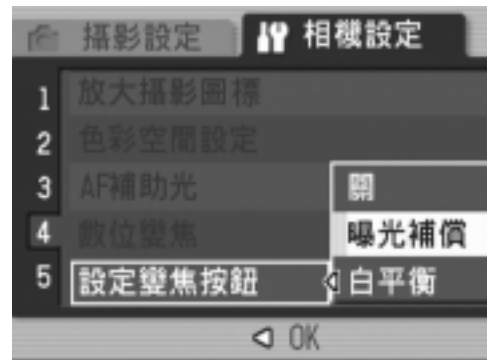 攝影設定 相機設定
1 放大攝影圖標
2 色彩空間設定
3 AF補助光
開
4 數位變焦
曝光補償
5 設定變焦按鈕
白平衡
OK